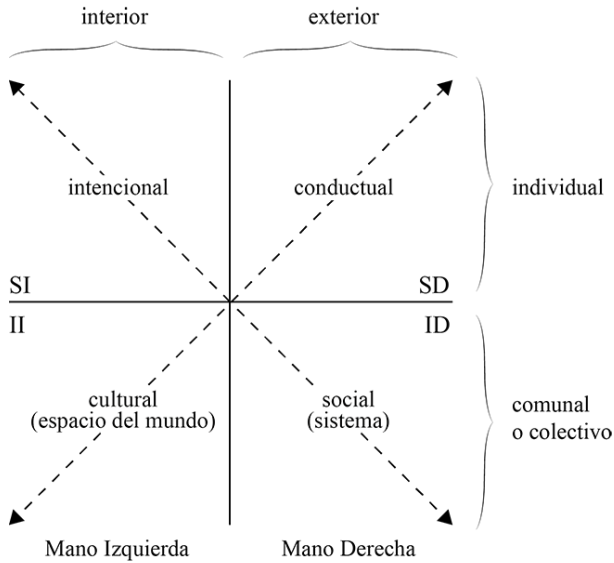 interior
exterior
intencional
conductual
individual
SI
SD
II
ID
cultural
(espacio del mundo)
social
(sistema)
comunal
o colectivo
Mano Izquierda
Mano Derecha